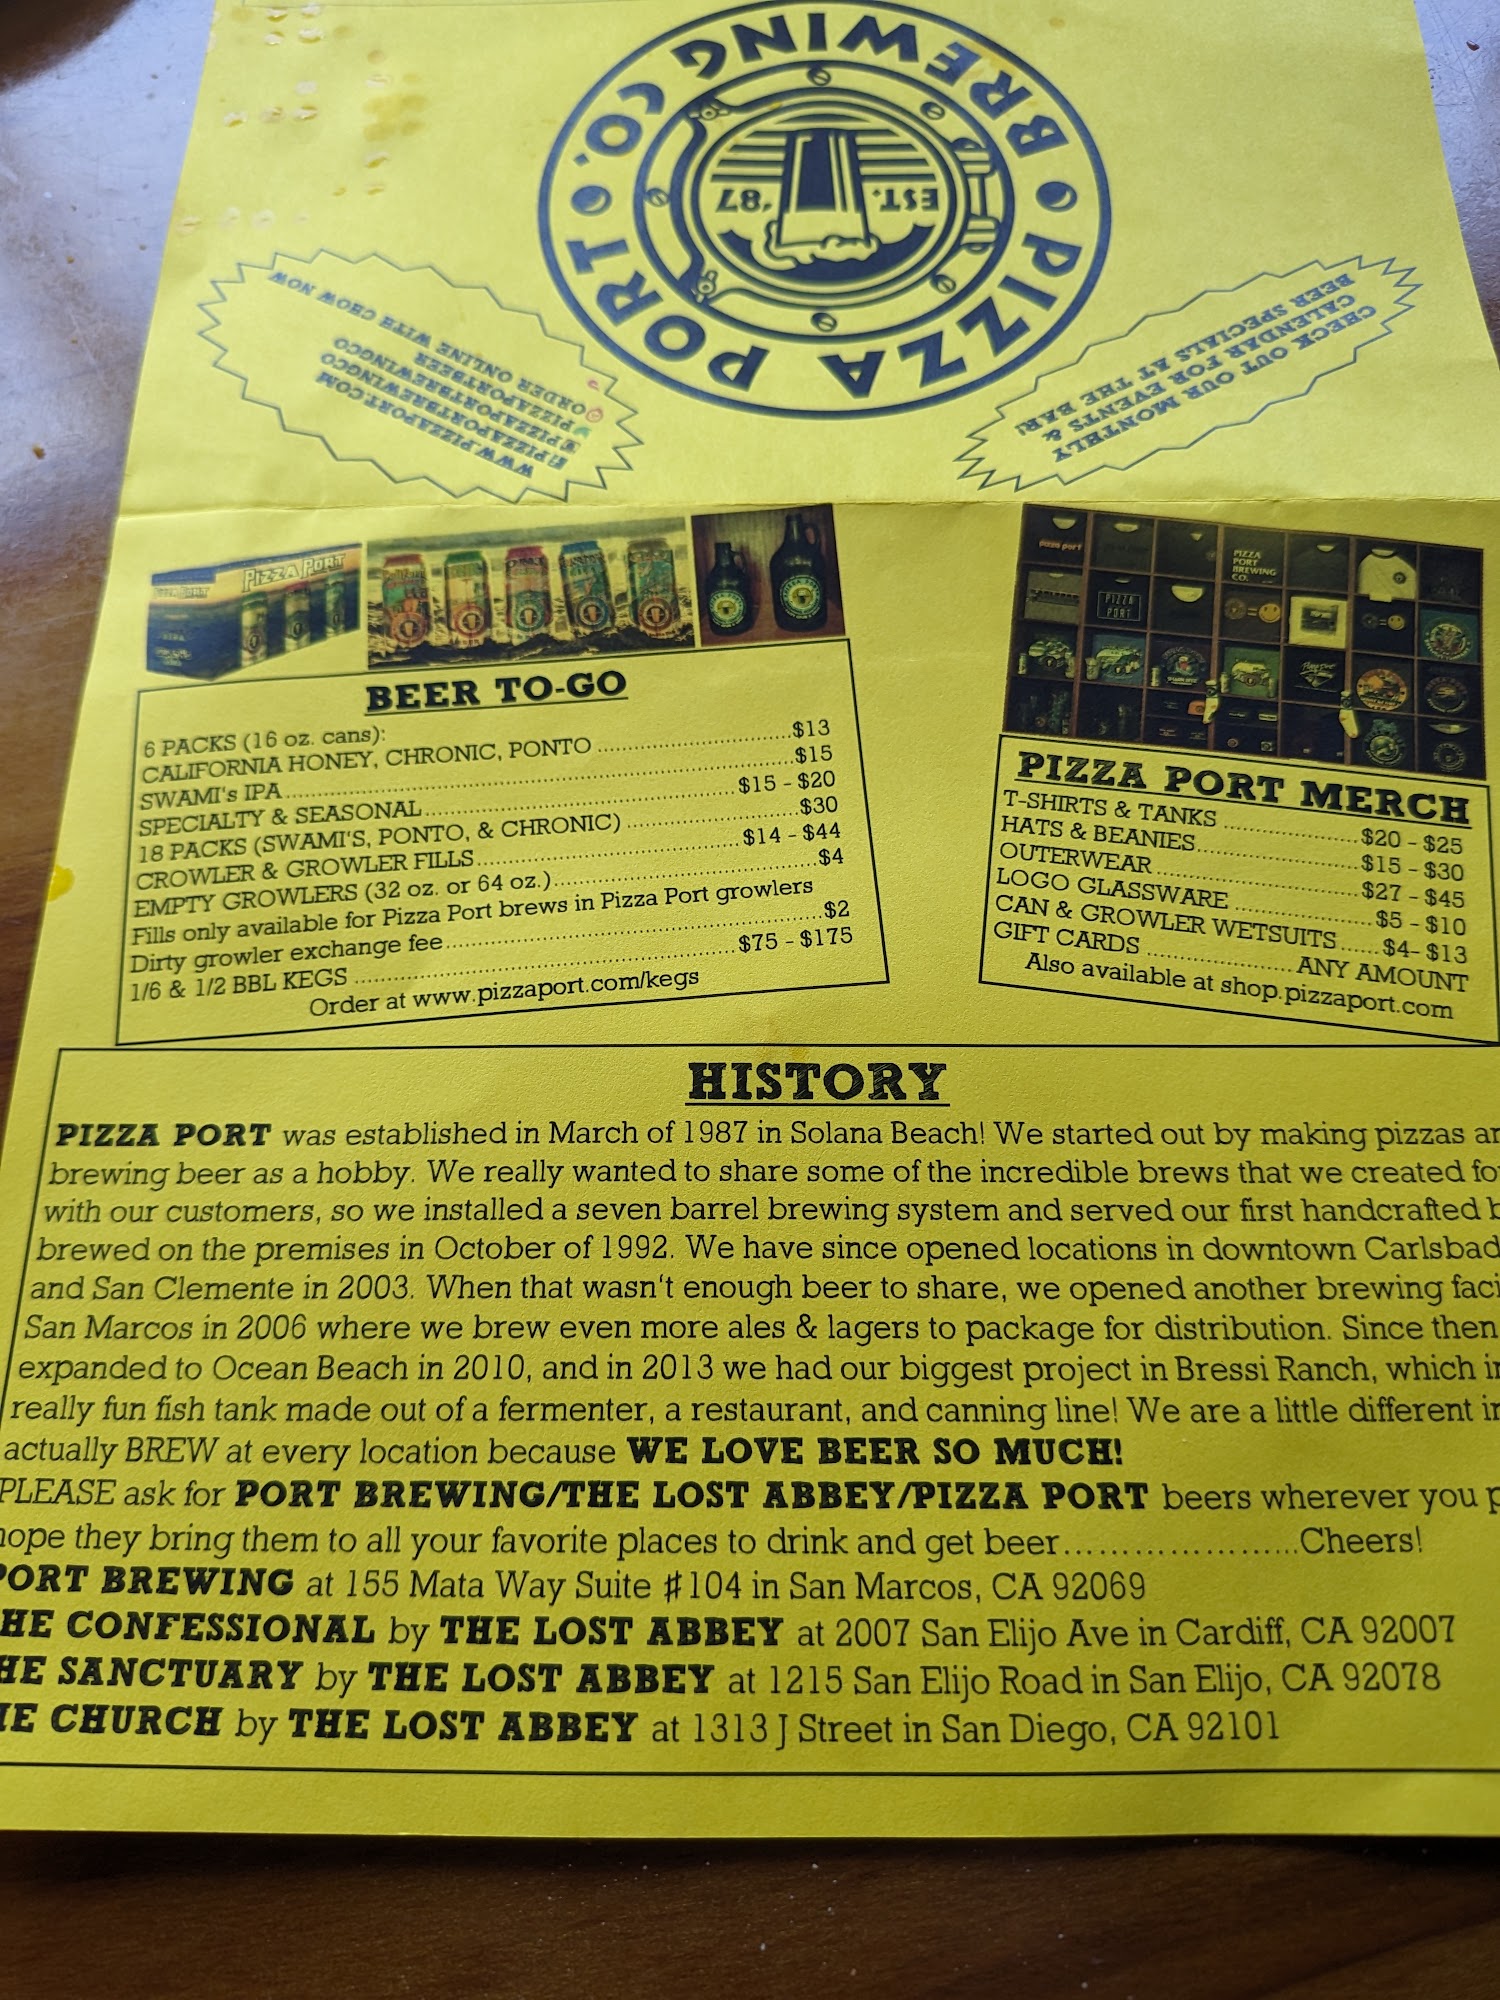 PIZZA PORT
BREWING CO.
EST. '87
WWW.PIZZAPORT.COM
PIZZAPORTBREWINGCO
PIZZAPORTBREWINGCO
PIZZAPORTBEER
ORDER ONLINE WITH CHOW NOW
CHECK OUT OUR MONTHLY
CALENDAR FOR EVENTS &
BEER SPECIALS AT THE BAR!
PIZZA PORT
PIZZA PORT
pizza port
PIZZA
PORT
BREWING
CO.
PIZZA
PORT
BEER TO-GO
6 PACKS (16 oz. cans):
CALIFORNIA HONEY, CHRONIC, PONTO ........................ $13
SWAMI's IPA ........................ $15
SPECIALTY & SEASONAL ........................ $15 - $20
18 PACKS (SWAMI'S, PONTO, & CHRONIC) ........................ $30
CROWLER & GROWLER FILLS ........................ $14 - $44
EMPTY GROWLERS (32 oz. or 64 oz.) ........................ $4
Fills only available for Pizza Port brews in Pizza Port growlers
Dirty growler exchange fee ........................ $2
1/6 & 1/2 BBL KEGS ........................ $75 - $175
Order at www.pizzaport.com/kegs
PIZZA PORT MERCH
T-SHIRTS & TANKS ................ $20 - $25
HATS & BEANIES ................ $15 - $30
OUTERWEAR ................ $27 - $45
LOGO GLASSWARE ................ $5 - $10
CAN & GROWLER WETSUITS ...... $4- $13
GIFT CARDS ................ ANY AMOUNT
Also available at shop.pizzaport.com
HISTORY
PIZZA PORT was established in March of 1987 in Solana Beach! We started out by making pizzas
brewing beer as a hobby. We really wanted to share some of the incredible brews that we created
with our customers, so we installed a seven barrel brewing system and served our first handcrafted
brewed on the premises in October of 1992. We have since opened locations in downtown Carlsbad
and San Clemente in 2003. When that wasn't enough beer to share, we opened another brewing
San Marcos in 2006 where we brew even more ales & lagers to package for distribution. Since then
expanded to Ocean Beach in 2010, and in 2013 we had our biggest project in Bressi Ranch, which
really fun fish tank made out of a fermenter, a restaurant, and canning line! We are a little different
actually BREW at every location because WE LOVE BEER SO MUCH!
PLEASE ask for PORT BREWING/THE LOST ABBEY/PIZZA PORT beers wherever you
hope they bring them to all your favorite places to drink and get beer........................Cheers!
PORT BREWING at 155 Mata Way Suite #104 in San Marcos, CA 92069
THE CONFESSIONAL by THE LOST ABBEY at 2007 San Elijo Ave in Cardiff, CA 92007
THE SANCTUARY by THE LOST ABBEY at 1215 San Elijo Road in San Elijo, CA 92078
THE CHURCH by THE LOST ABBEY at 1313 J Street in San Diego, CA 92101